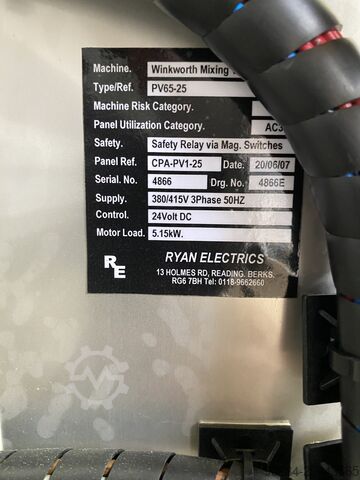 Machine. Winkworth Mixing
Type/Ref. PV65-25
Machine Risk Category.
Panel Utilization Category. AC3
Safety. Safety Relay via Mag. Switches
Panel Ref. CPA-PV1-25 Date. 20/06/07
Serial. No. 4866 Drg. No. 4866E
Supply. 380/415V 3Phase 50HZ
Control. 24Volt DC
Motor Load. 5.15kW.
RE RYAN ELECTRICS
13 HOLMES RD, READING. BERKS.
RG6 7BH Tel: 0118-9662660